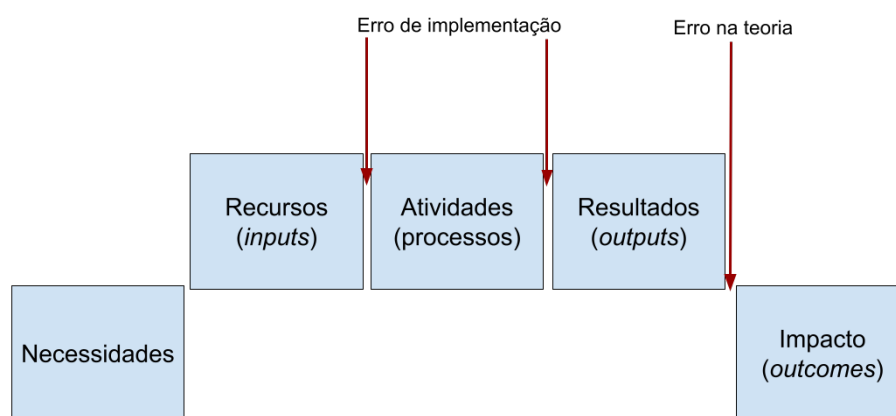 Erro de implementação
Erro na teoria
Recursos
(inputs)
Atividades
(processos)
Resultados
(outputs)
Necessidades
Impacto
(outcomes)